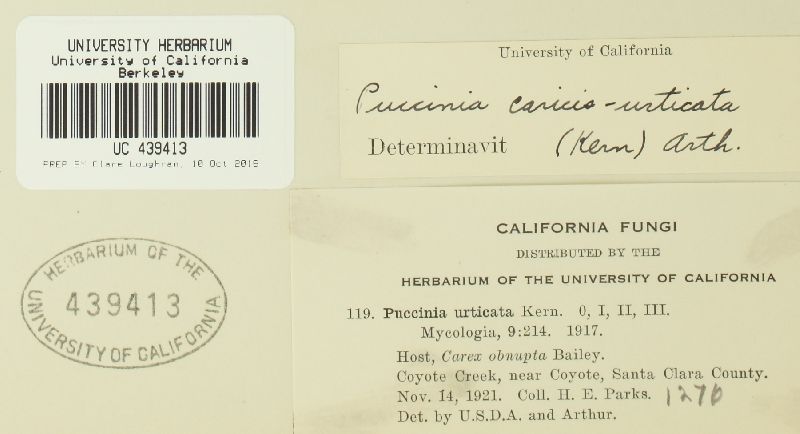 UNIVERSITY HERBARIUM
University of California
Berkeley
UC 439413
PREP BY Clare Loughran, 10 Oct 2019
University of California
Puccinia caricis-urticata
Determinavit (Kern) Arth.
HERBARIUM OF THE
439413
UNIVERSITY OF CALIFORNIA
CALIFORNIA FUNGI
DISTRIBUTED BY THE
HERBARIUM OF THE UNIVERSITY OF CALIFORNIA
119. Puccinia urticata Kern. 0, I, II, III.
Mycologia, 9:214. 1917.
Host, Carex obnupta Bailey.
Coyote Creek, near Coyote, Santa Clara County.
Nov. 14, 1921. Coll. H. E. Parks. 1276
Det. by U.S.D.A. and Arthur.